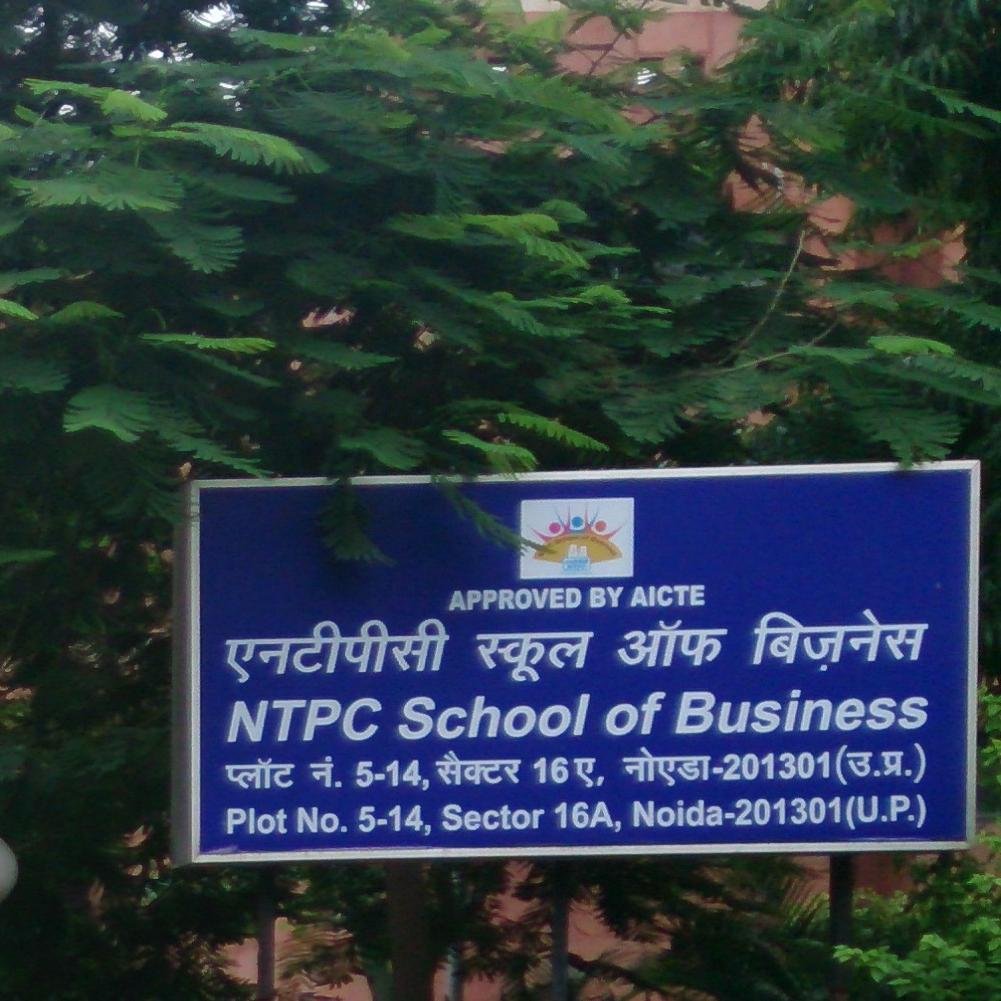 APPROVED BY AICTE
एनटीपीसी स्कूल ऑफ बिज़नेस
NTPC School of Business
प्लॉट नं. 5-14, सैक्टर 16 ए, नोएडा-201301(उ.प्र.)
Plot No. 5-14, Sector 16A, Noida-201301(U.P.)